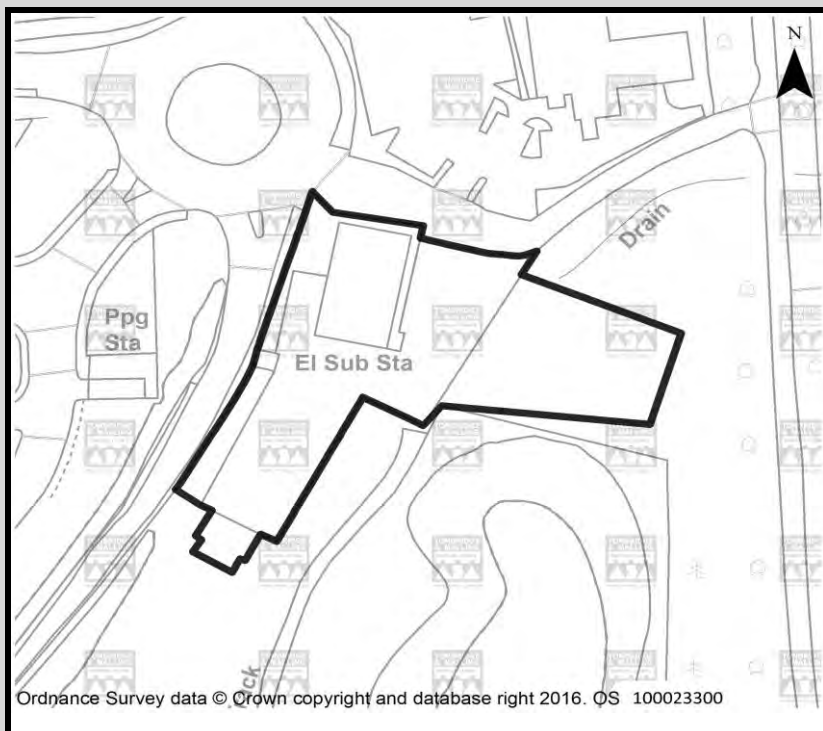 N
Drain
Ppg
Sta
El Sub Sta
Ordnance Survey data © Crown copyright and database right 2016. OS 100023300